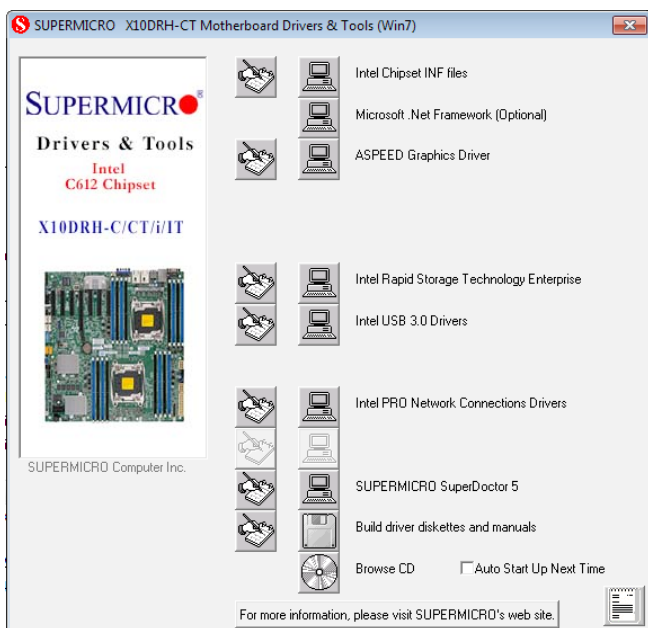 SUPERMICRO X10DRH-CT Motherboard Drivers & Tools (Win7)
SUPERMICRO
Drivers & Tools
Intel
C612 Chipset
X10DRH-C/CT/i/IT
SUPERMICRO Computer Inc.
Intel Chipset INF files
Microsoft .Net Framework (Optional)
ASPEED Graphics Driver
Intel Rapid Storage Technology Enterprise
Intel USB 3.0 Drivers
Intel PRO Network Connections Drivers
SUPERMICRO SuperDoctor 5
Build driver diskettes and manuals
Browse CD
Auto Start Up Next Time
For more information, please visit SUPERMICRO's web site.